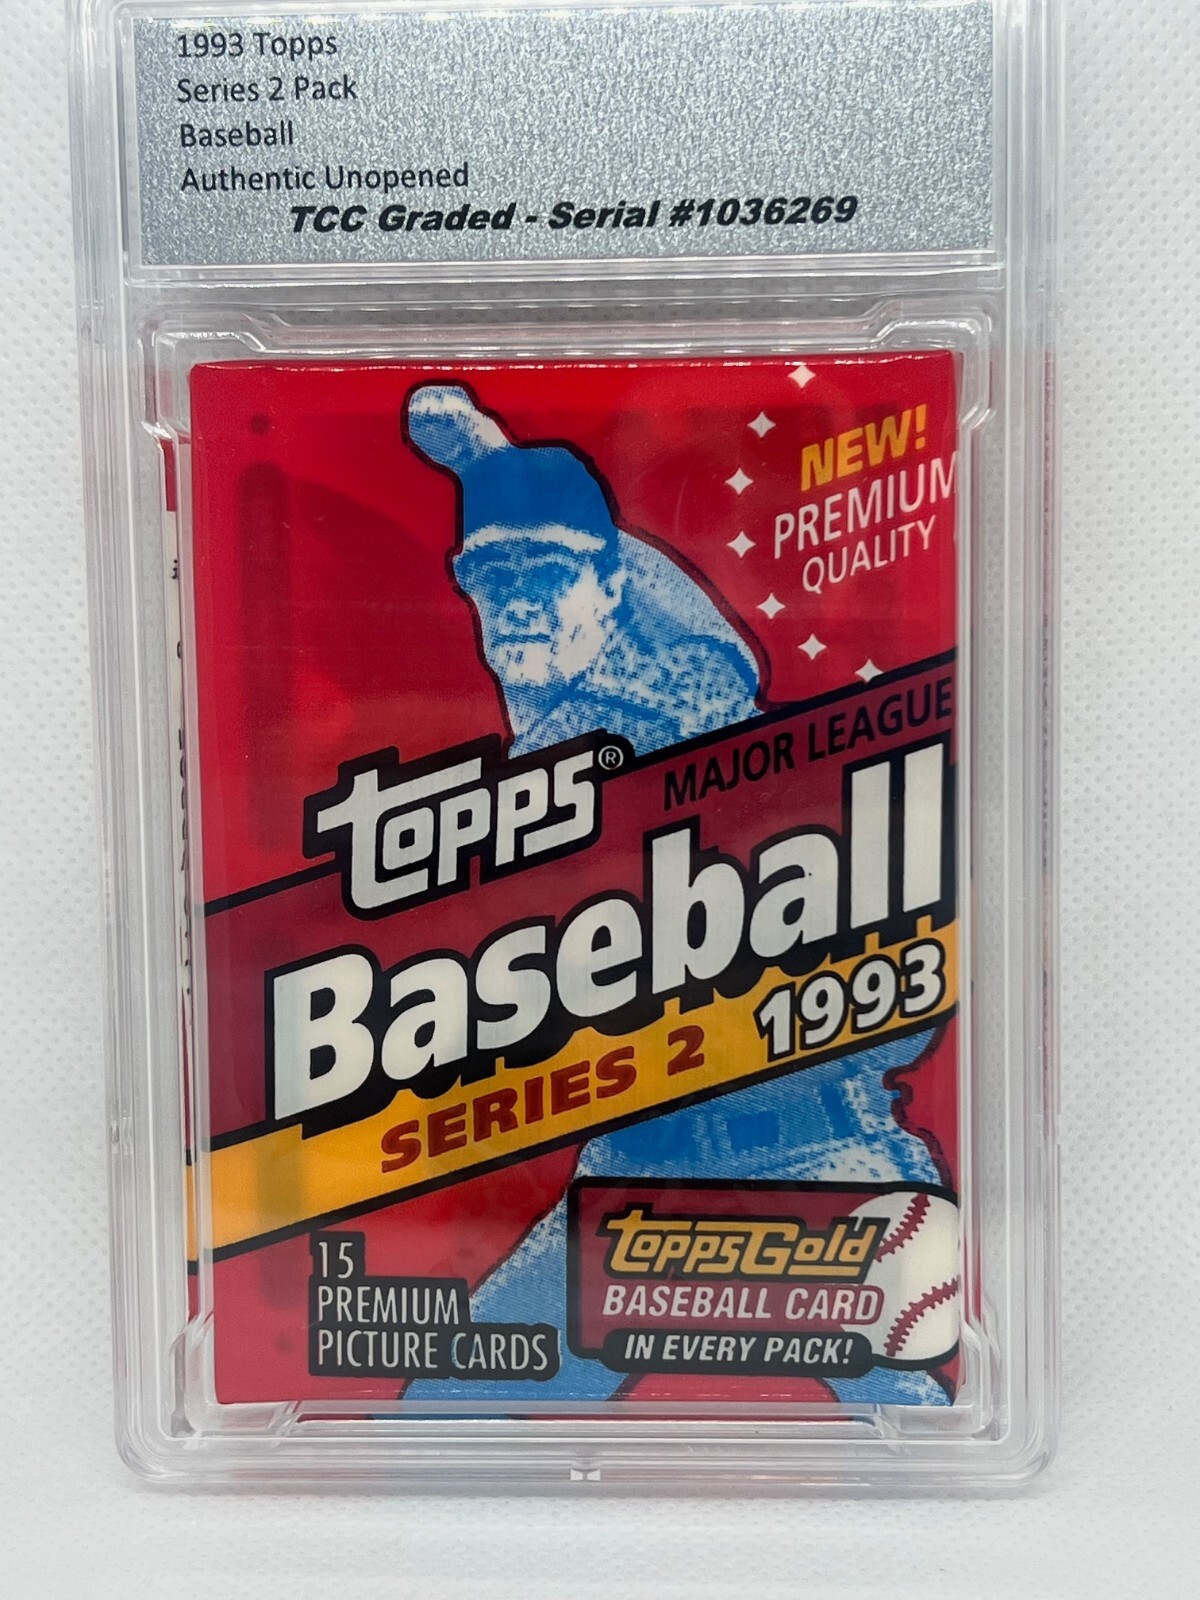 1993 Topps
Series 2 Pack
Baseball
Authentic Unopened
TCC Graded - Serial #1036269
NEW!
PREMIUM
QUALITY
topps®
MAJOR LEAGUE
Baseball
SERIES 2 1993
15
PREMIUM
PICTURE CARDS
toppsGold
BASEBALL CARD
IN EVERY PACK!